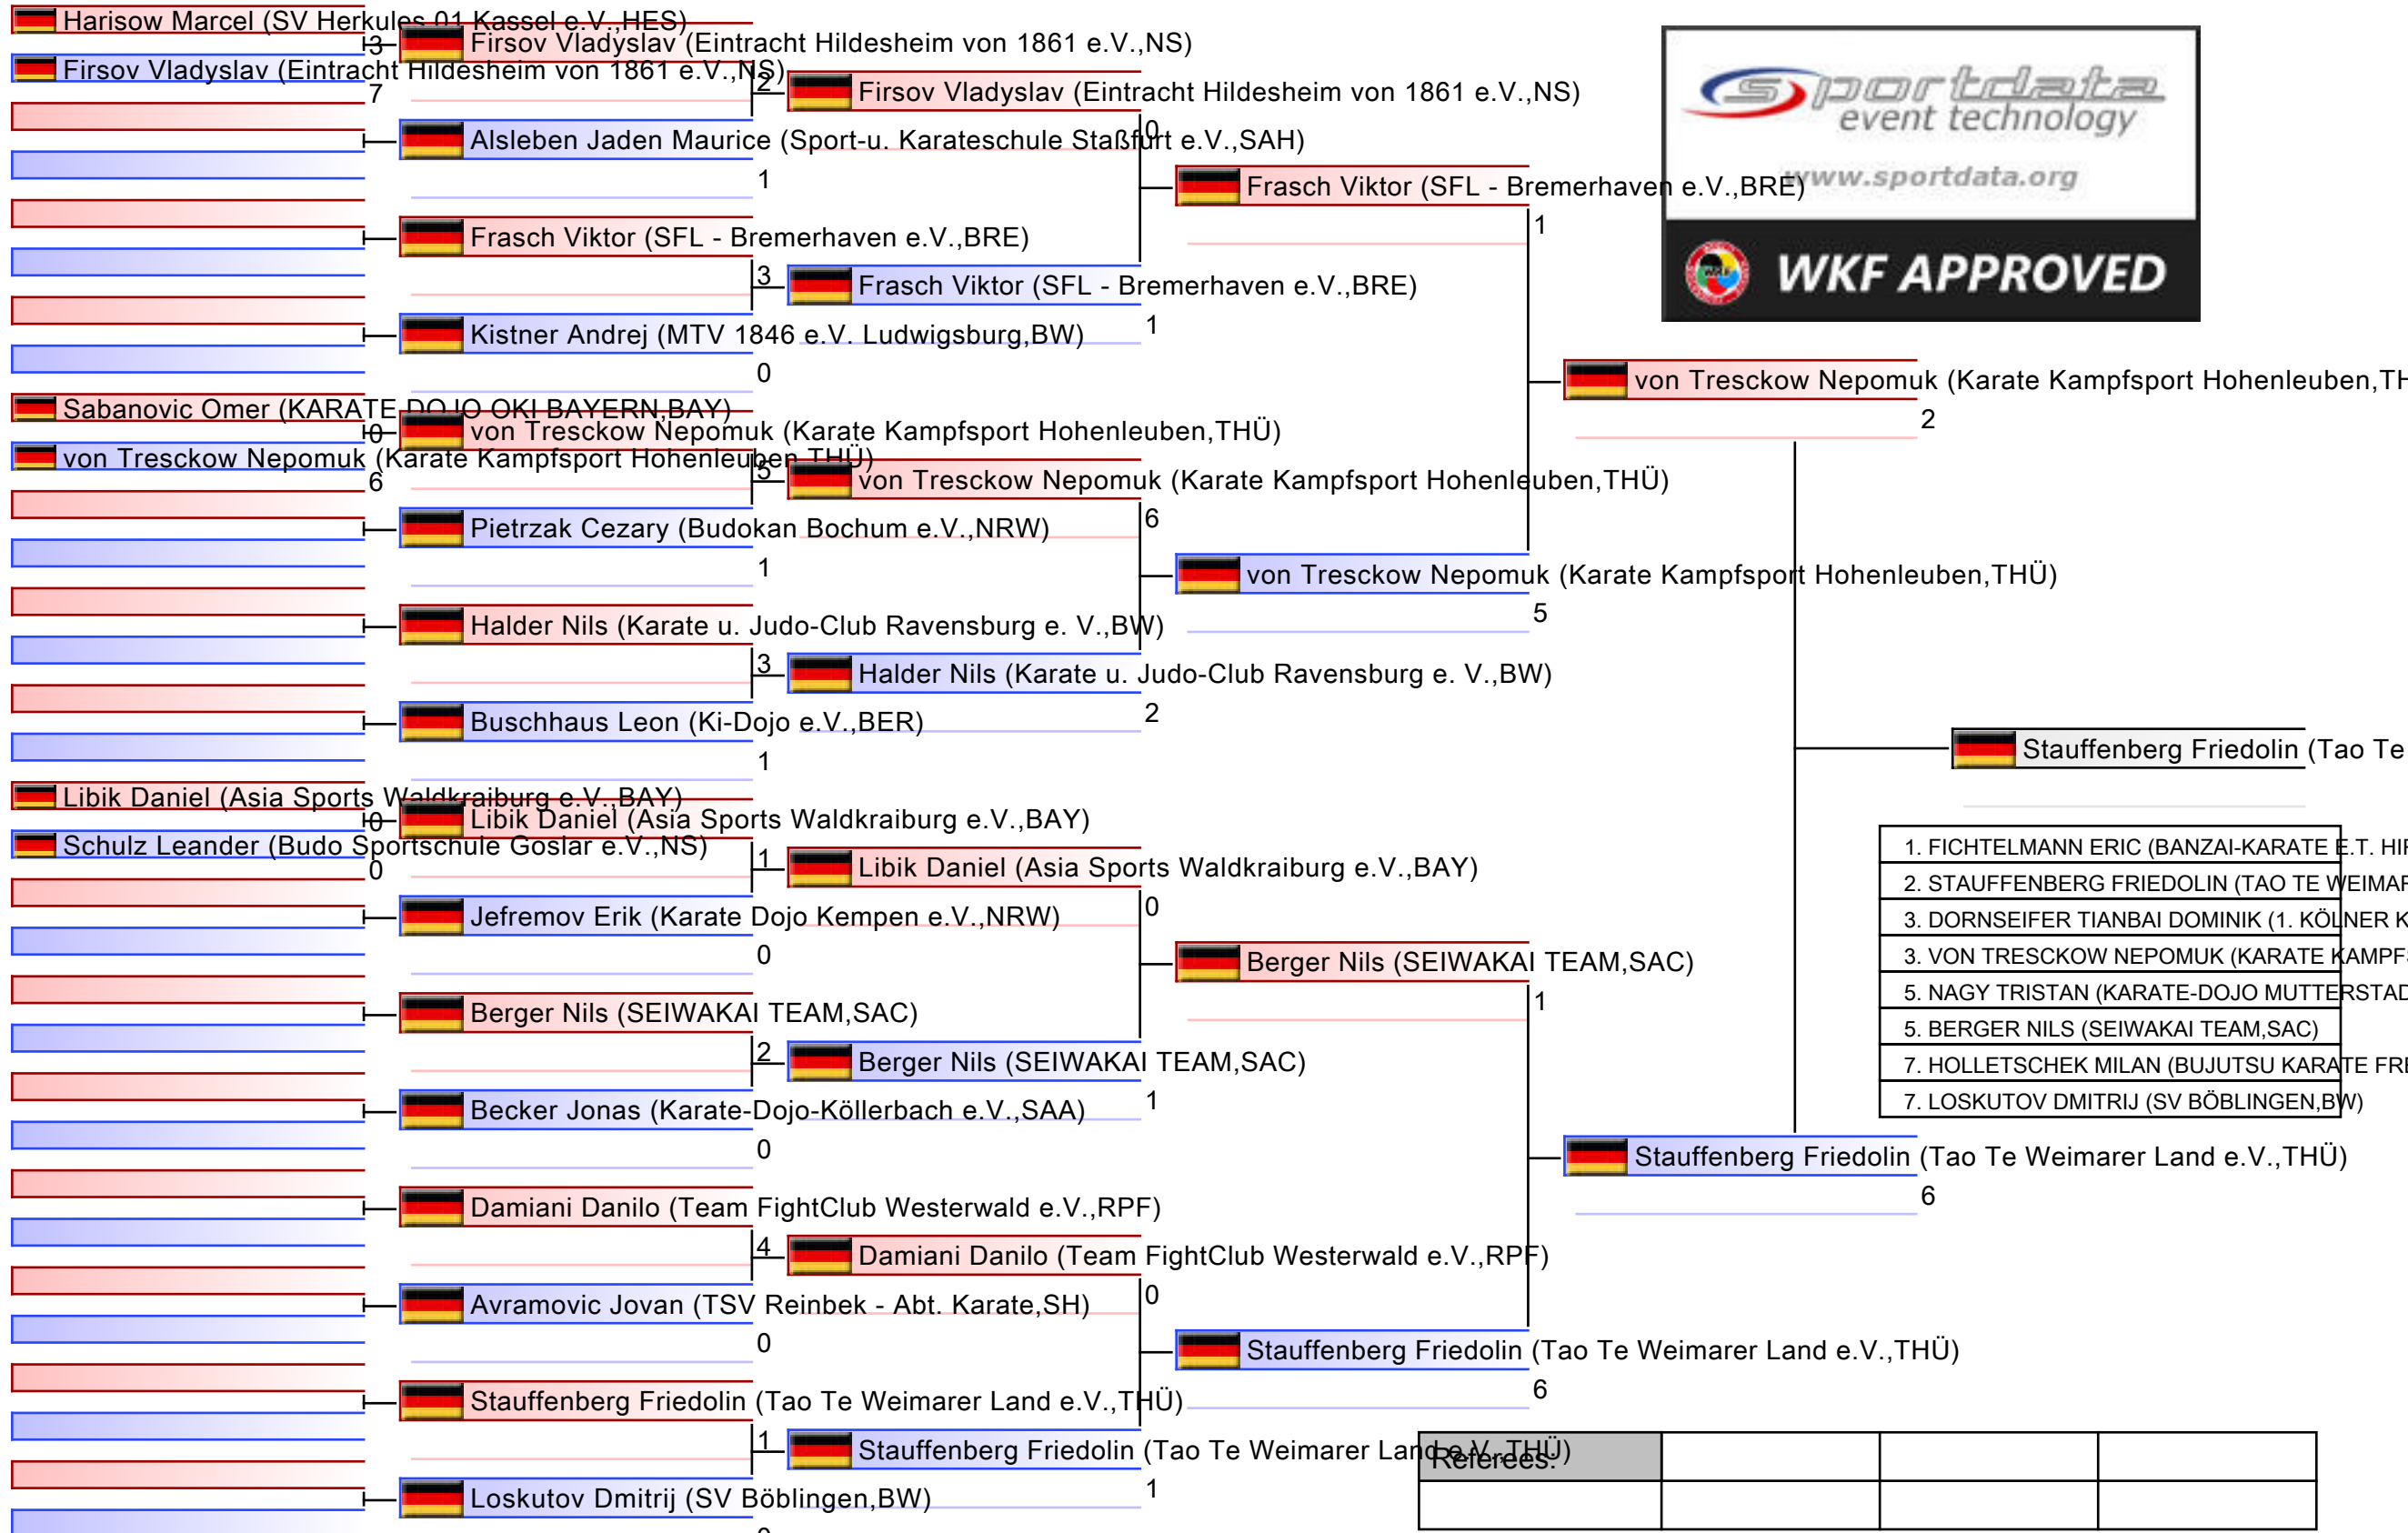 Harisow Marcel (SV Herkules 01 Kassel e.V.,HES)
3
Firsov Vladyslav (Eintracht Hildesheim von 1861 e.V.,NS)
7
Sabanovic Omer (KARATE DOJO OKI BAYERN,BAY)
0
von Tresckow Nepomuk (Karate Kampfsport Hohenleuben,THÜ)
6
Libik Daniel (Asia Sports Waldkraiburg e.V.,BAY)
0
Schulz Leander (Budo Sportschule Goslar e.V.,NS)
0
Firsov Vladyslav (Eintracht Hildesheim von 1861 e.V.,NS)
2
Alsleben Jaden Maurice (Sport-u. Karateschule Staßfurt e.V.,SAH)
1
Frasch Viktor (SFL - Bremerhaven e.V.,BRE)
3
Kistner Andrej (MTV 1846 e.V. Ludwigsburg,BW)
0
von Tresckow Nepomuk (Karate Kampfsport Hohenleuben,THÜ)
5
Pietrzak Cezary (Budokan Bochum e.V.,NRW)
1
Halder Nils (Karate u. Judo-Club Ravensburg e. V.,BW)
3
Buschhaus Leon (Ki-Dojo e.V.,BER)
1
Libik Daniel (Asia Sports Waldkraiburg e.V.,BAY)
1
Jefremov Erik (Karate Dojo Kempen e.V.,NRW)
0
Berger Nils (SEIWAKAI TEAM,SAC)
2
Becker Jonas (Karate-Dojo-Köllerbach e.V.,SAA)
0
Damiani Danilo (Team FightClub Westerwald e.V.,RPF)
4
Avramovic Jovan (TSV Reinbek - Abt. Karate,SH)
0
Stauffenberg Friedolin (Tao Te Weimarer Land e.V.,THÜ)
1
Loskutov Dmitrij (SV Böblingen,BW)
Firsov Vladyslav (Eintracht Hildesheim von 1861 e.V.,NS)
0
Frasch Viktor (SFL - Bremerhaven e.V.,BRE)
1
von Tresckow Nepomuk (Karate Kampfsport Hohenleuben,THÜ)
6
Halder Nils (Karate u. Judo-Club Ravensburg e. V.,BW)
2
Libik Daniel (Asia Sports Waldkraiburg e.V.,BAY)
0
Berger Nils (SEIWAKAI TEAM,SAC)
1
Damiani Danilo (Team FightClub Westerwald e.V.,RPF)
0
Stauffenberg Friedolin (Tao Te Weimarer Land e.V.,THÜ)
1
Frasch Viktor (SFL - Bremerhaven e.V.,BRE)
1
von Tresckow Nepomuk (Karate Kampfsport Hohenleuben,THÜ)
5
Berger Nils (SEIWAKAI TEAM,SAC)
1
Stauffenberg Friedolin (Tao Te Weimarer Land e.V.,THÜ)
6
von Tresckow Nepomuk (Karate Kampfsport Hohenleuben,TH
2
Stauffenberg Friedolin (Tao Te Weimarer Land e.V.,THÜ)
6
Stauffenberg Friedolin (Tao Te
sportdata
event technology
www.sportdata.org
WKF
WKF APPROVED
1. FICHTELMANN ERIC (BANZAI-KARATE E.T. HI
2. STAUFFENBERG FRIEDOLIN (TAO TE WEIMAR
3. DORNSEIFER TIANBAI DOMINIK (1. KÖLNER K
3. VON TRESCKOW NEPOMUK (KARATE KAMPF
5. NAGY TRISTAN (KARATE-DOJO MUTTERSTAD
5. BERGER NILS (SEIWAKAI TEAM,SAC)
7. HOLLETSCHEK MILAN (BUJUTSU KARATE FRE
7. LOSKUTOV DMITRIJ (SV BÖBLINGEN,BW)
Referees: